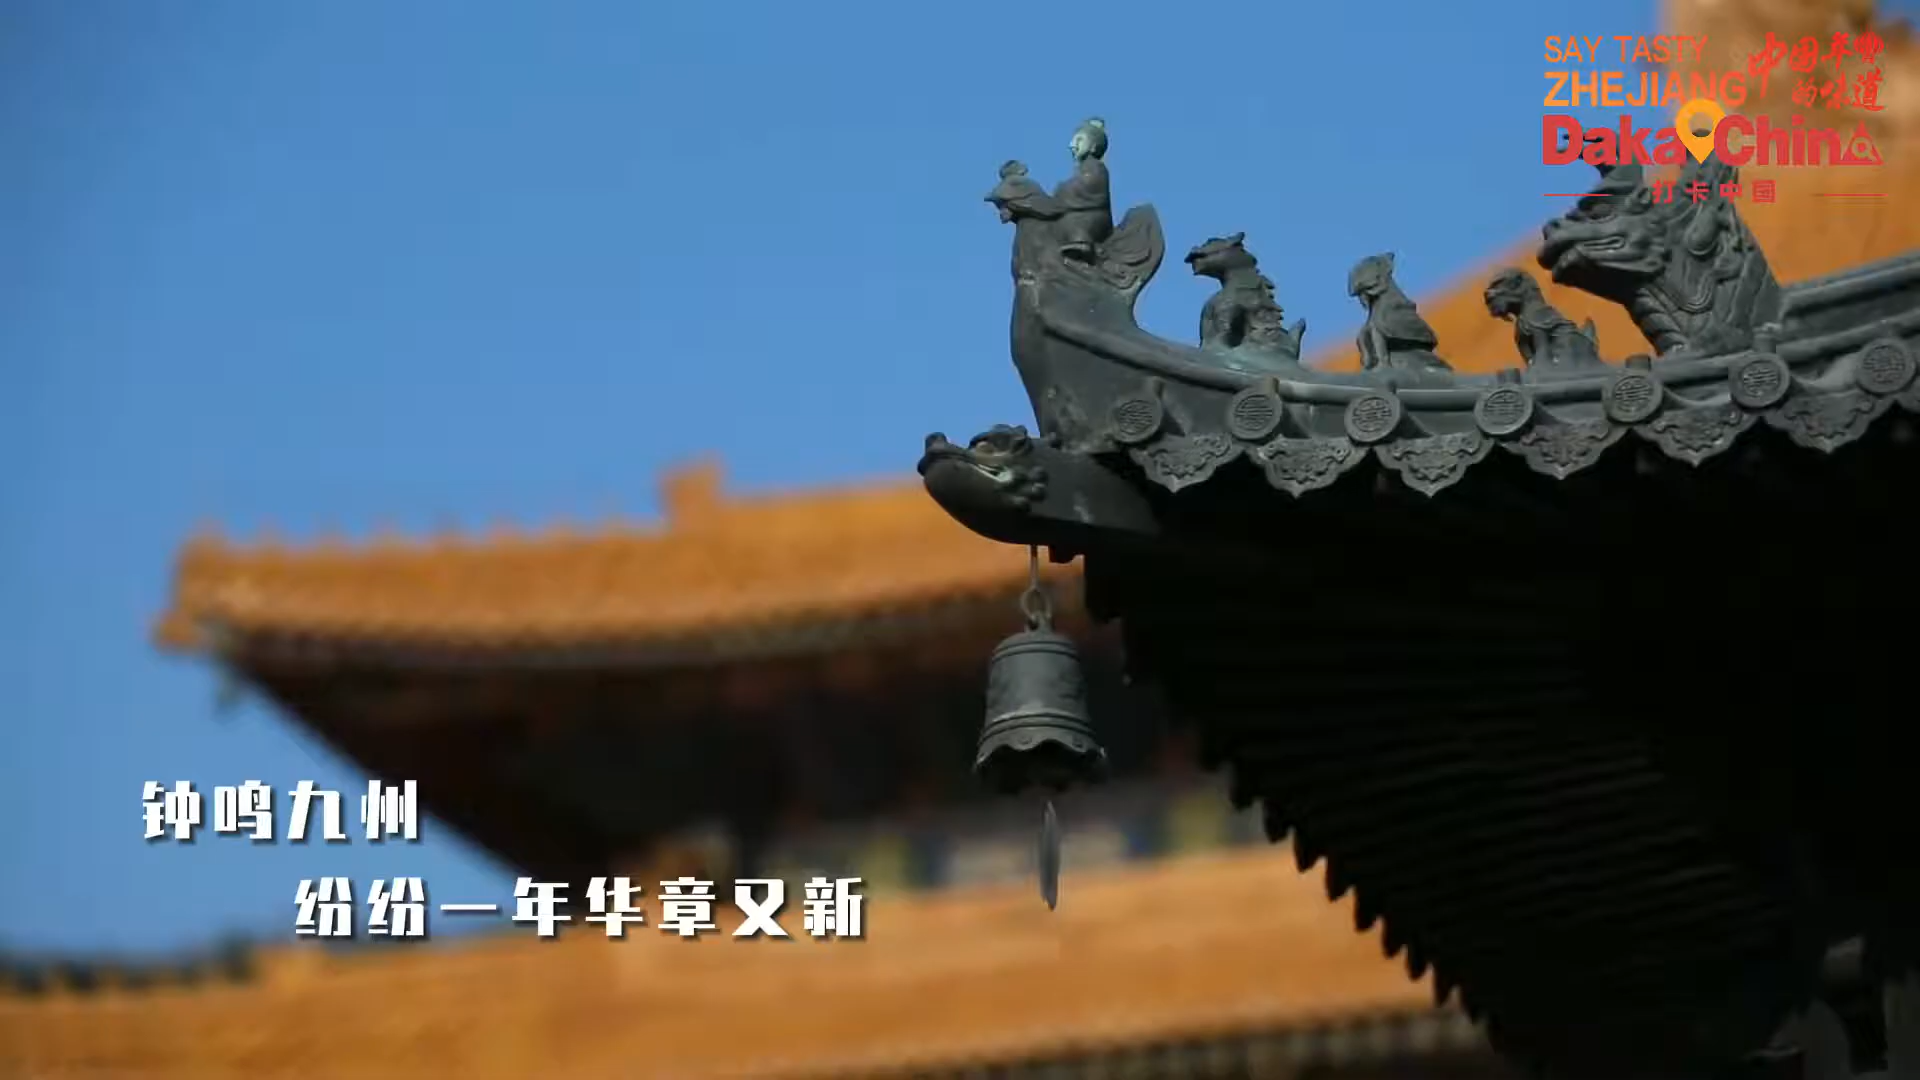 SAY TASTY
ZHEJIANG
中国年
的味道
Daka China
打卡中国
钟鸣九州
纷纷一年华章又新